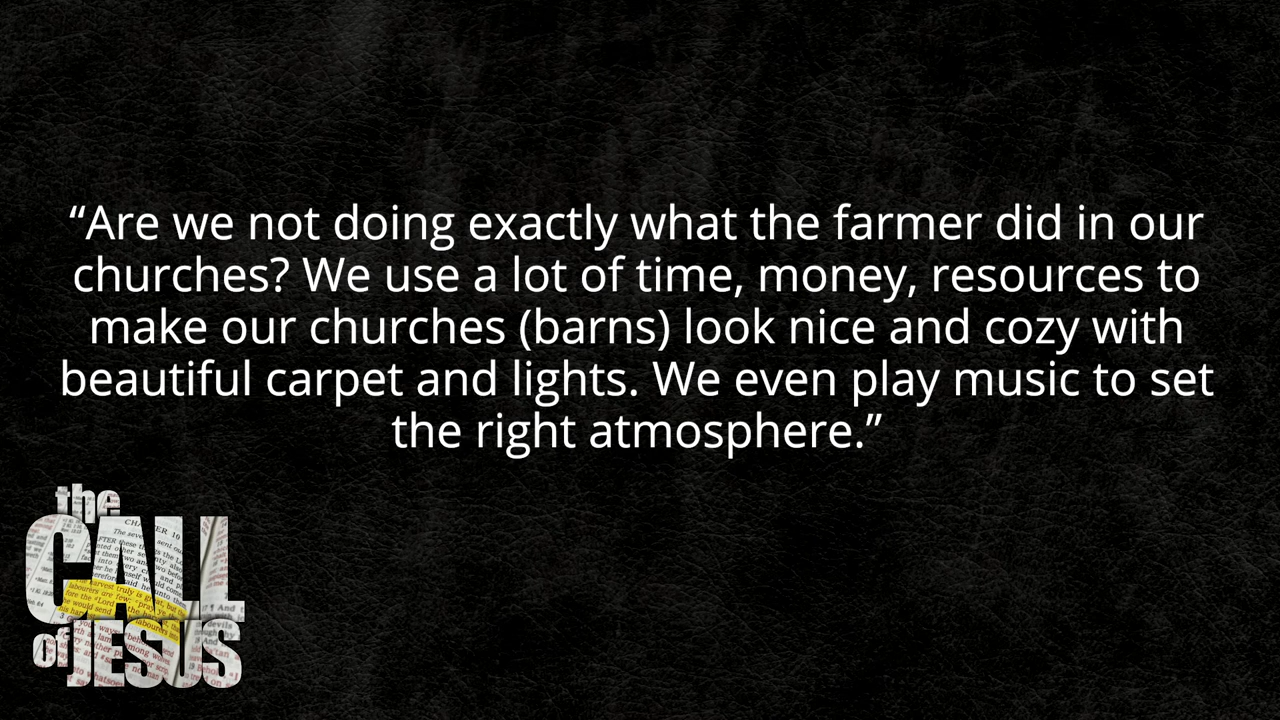 “Are we not doing exactly what the farmer did in our
churches? We use a lot of time, money, resources to
make our churches (barns) look nice and cozy with
beautiful carpet and lights. We even play music to set
the right atmosphere.”
the
CALL
of JESUS